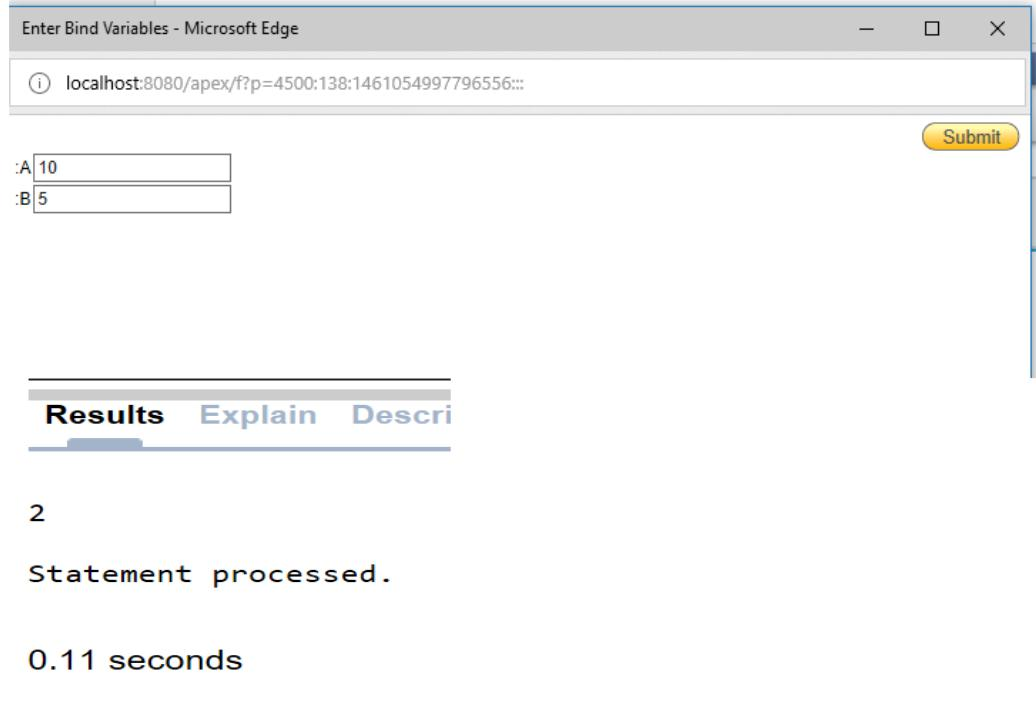 Enter Bind Variables - Microsoft Edge
localhost:8080/apex/f?p=4500:138:1461054997796556:::
Submit
:A 10
:B 5
Results Explain Descri
2
Statement processed.
0.11 seconds